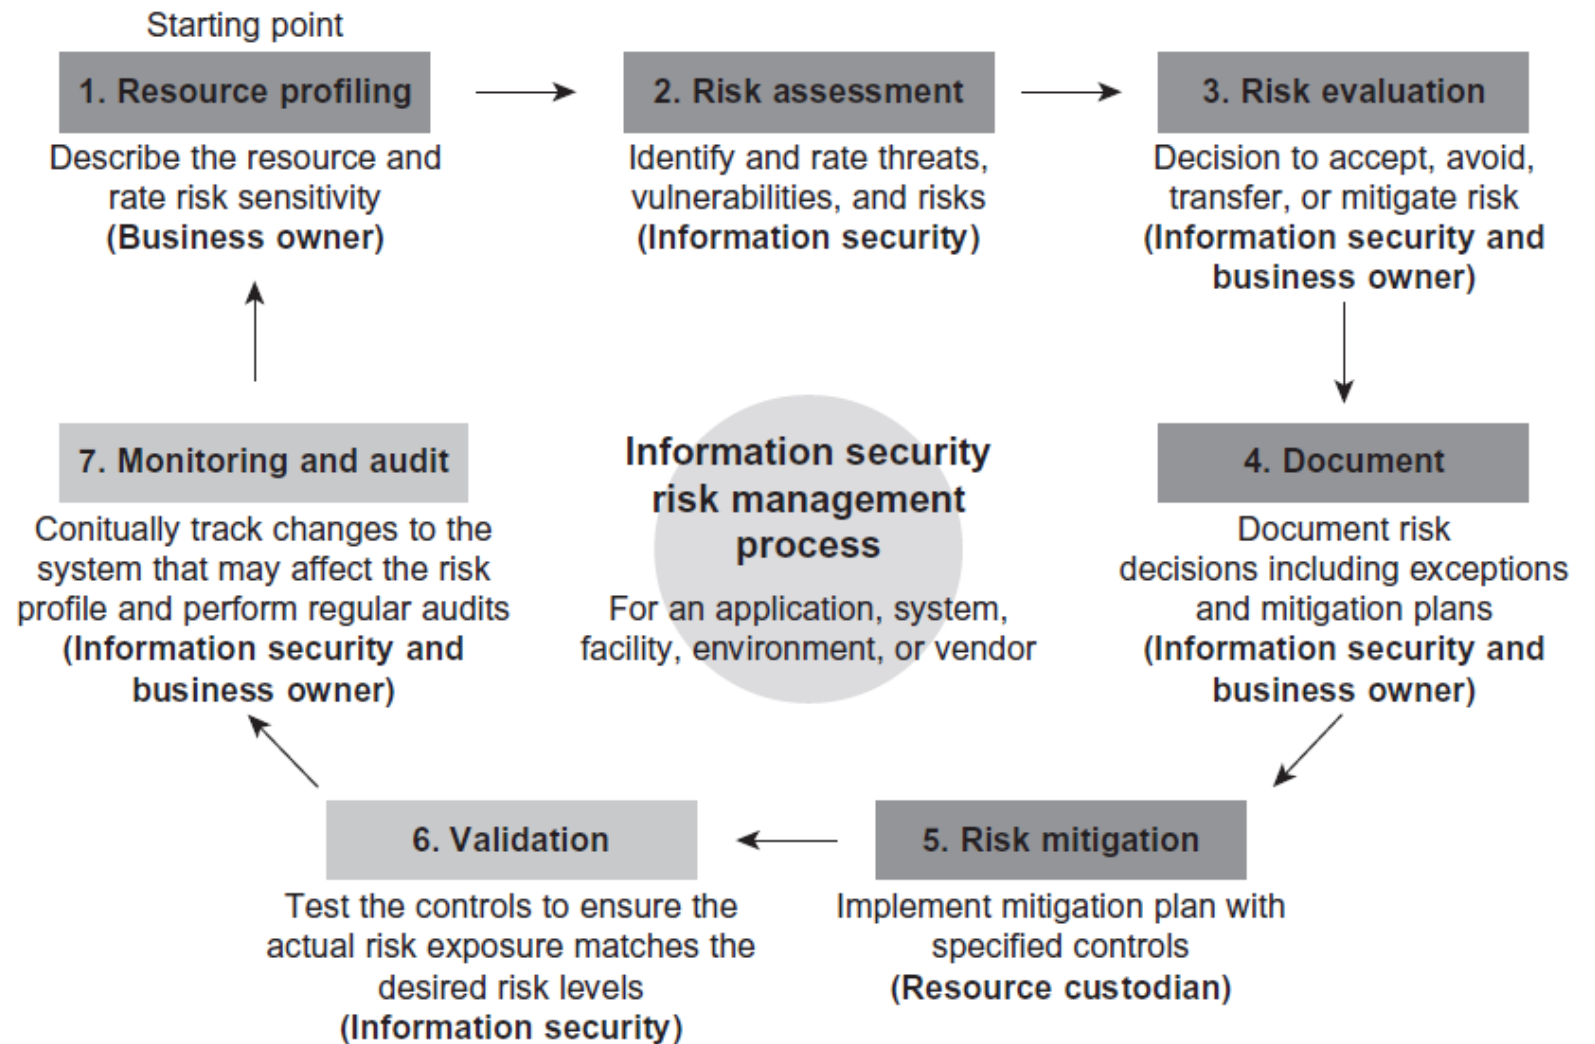 Starting point
1. Resource profiling
Describe the resource and
rate risk sensitivity
(Business owner)
2. Risk assessment
Identify and rate threats,
vulnerabilities, and risks
(Information security)
3. Risk evaluation
Decision to accept, avoid,
transfer, or mitigate risk
(Information security and
business owner)
4. Document
Document risk
decisions including exceptions
and mitigation plans
(Information security and
business owner)
5. Risk mitigation
Implement mitigation plan with
specified controls
(Resource custodian)
6. Validation
Test the controls to ensure the
actual risk exposure matches the
desired risk levels
(Information security)
7. Monitoring and audit
Conitually track changes to the
system that may affect the risk
profile and perform regular audits
(Information security and
business owner)
Information security
risk management
process
For an application, system,
facility, environment, or vendor